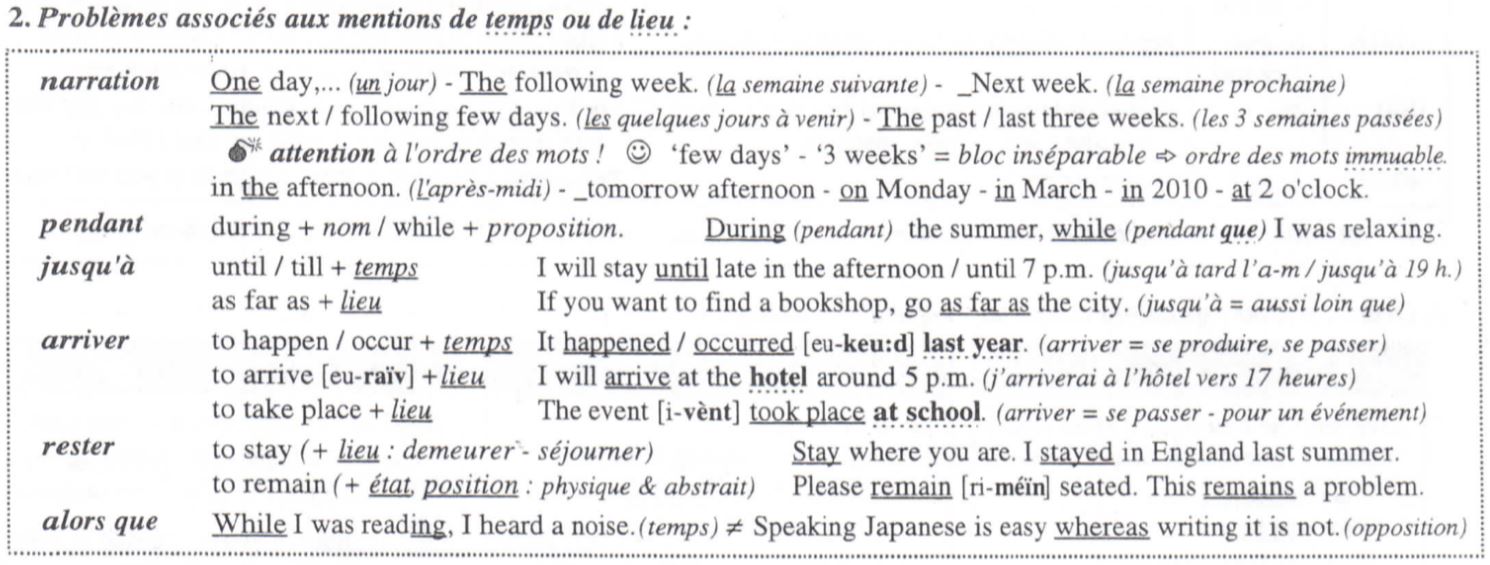 2. Problèmes associés aux mentions de temps ou de lieu :
narration One day,... (un jour) - The following week. (la semaine suivante) - _Next week. (la semaine prochaine)
The next / following few days. (les quelques jours à venir) - The past / last three weeks. (les 3 semaines passées)
💣 attention à l'ordre des mots ! ☺ ‘few days’ - ‘3 weeks’ = bloc inséparable ⇨ ordre des mots immuable.
in the afternoon. (l'après-midi) - _tomorrow afternoon - on Monday - in March - in 2010 - at 2 o'clock.
pendant during + nom / while + proposition. During (pendant) the summer, while (pendant que) I was relaxing.
jusqu'à until / till + temps I will stay until late in the afternoon / until 7 p.m. (jusqu'à tard l’a-m / jusqu'à 19 h.)
as far as + lieu If you want to find a bookshop, go as far as the city. (jusqu'à = aussi loin que)
arriver to happen / occur + temps It happened / occurred [eu-keu:d] last year. (arriver = se produire, se passer)
to arrive [eu-raïv] + lieu I will arrive at the hotel around 5 p.m. (j’arriverai à l’hôtel vers 17 heures)
to take place + lieu The event [i-vènt] took place at school. (arriver = se passer - pour un événement)
rester to stay (+ lieu : demeurer - séjourner) Stay where you are. I stayed in England last summer.
to remain (+ état, position : physique & abstrait) Please remain [ri-méïn] seated. This remains a problem.
alors que While I was reading, I heard a noise. (temps) ≠ Speaking Japanese is easy whereas writing it is not. (opposition)